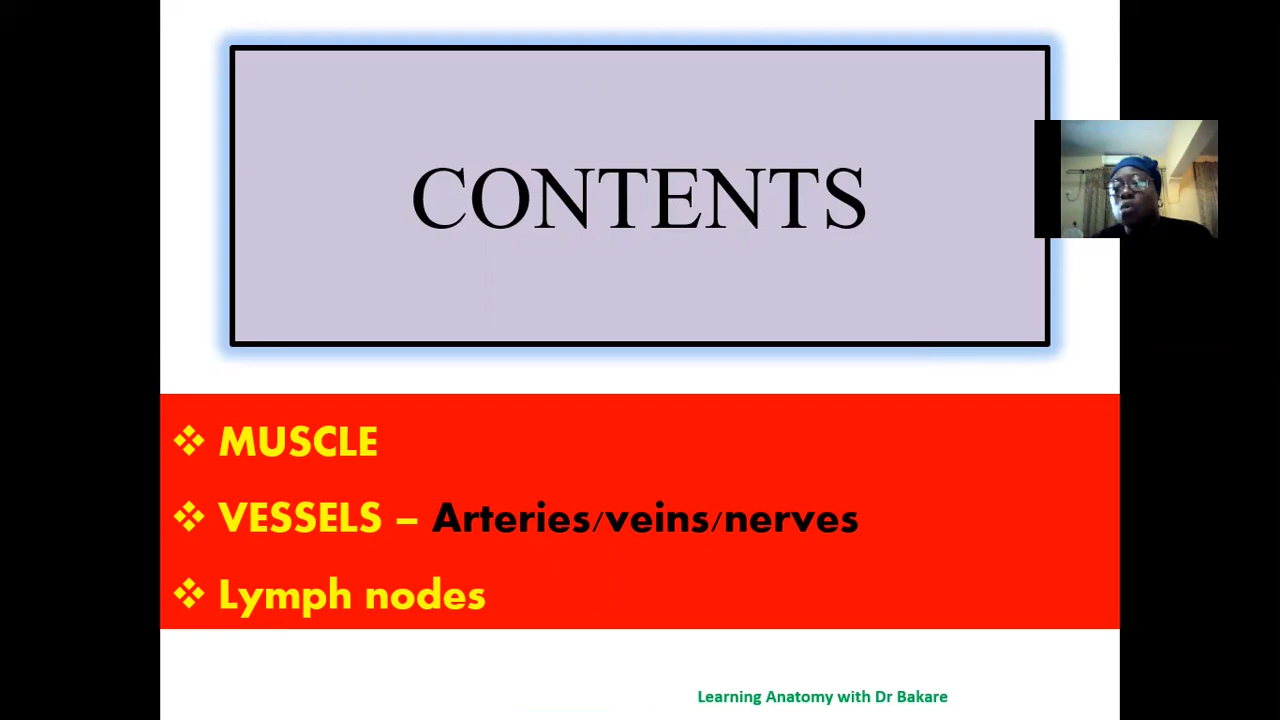 CONTENTS
❖ MUSCLE
❖ VESSELS – Arteries/veins/nerves
❖ Lymph nodes
Learning Anatomy with Dr Bakare